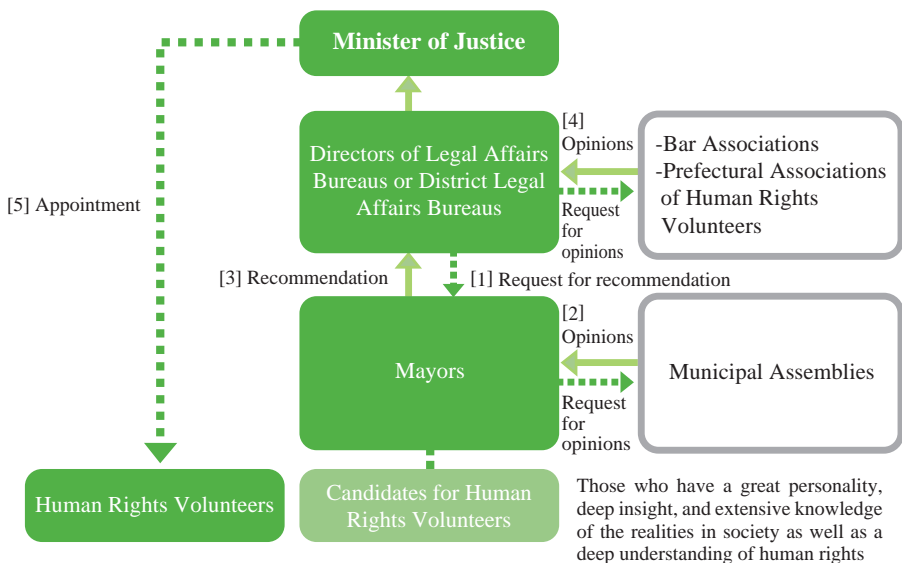 Minister of Justice
[4]
Opinions
Directors of Legal Affairs
Bureaus or District Legal
Affairs Bureaus
-Bar Associations
-Prefectural Associations
of Human Rights
Volunteers
Request
for
opinions
[5] Appointment
[3] Recommendation
[1] Request for recommendation
[2]
Opinions
Mayors
Municipal Assemblies
Request
for
opinions
Human Rights Volunteers
Candidates for Human
Rights Volunteers
Those who have a great personality,
deep insight, and extensive knowledge
of the realities in society as well as a
deep understanding of human rights